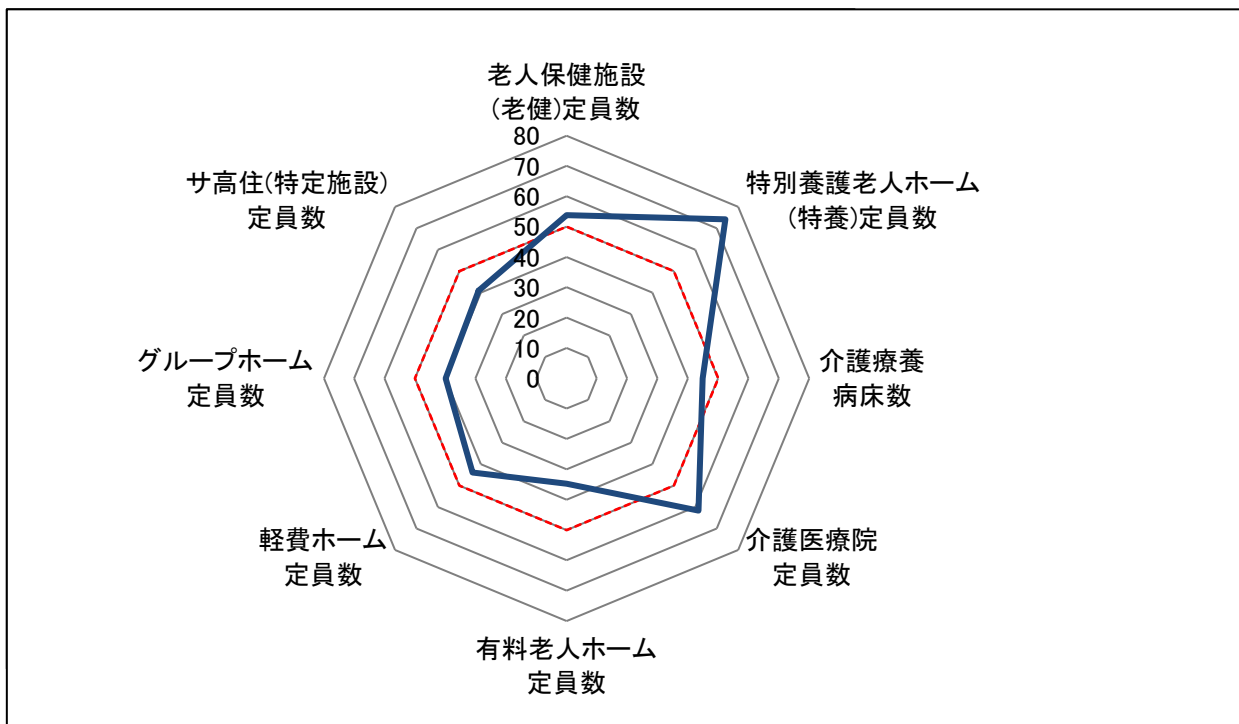 老人保健施設
(老健)定員数
特別養護老人ホーム
(特養)定員数
介護療養
病床数
介護医療院
定員数
有料老人ホーム
定員数
軽費ホーム
定員数
グループホーム
定員数
サ高住(特定施設)
定員数
80
70
60
50
40
30
20
10
0